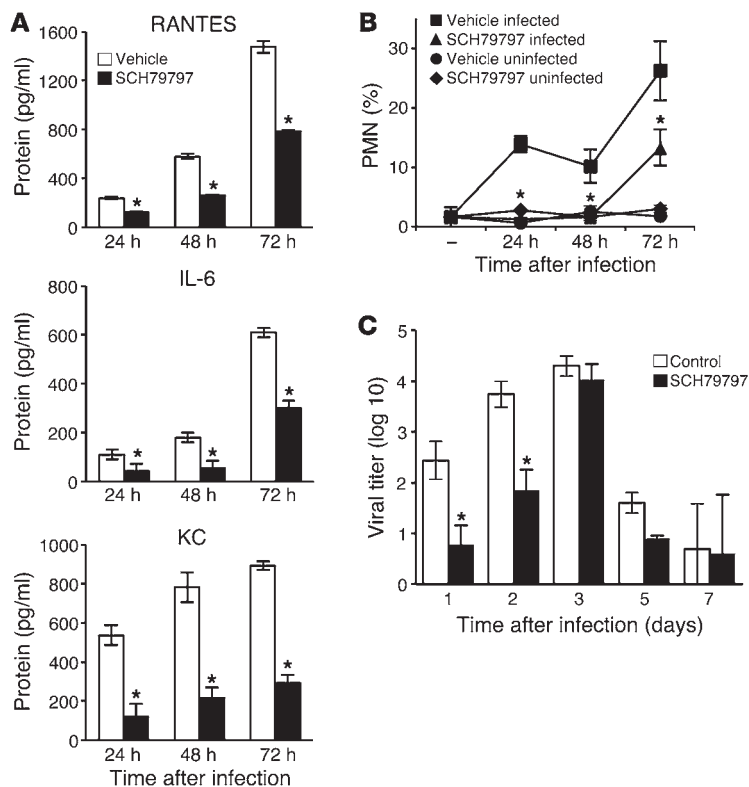 A
RANTES
Protein (pg/ml)
1600
1200
800
400
0
Vehicle
SCH79797
*
*
*
24 h 48 h 72 h
IL-6
Protein (pg/ml)
800
600
400
200
0
*
*
*
24 h 48 h 72 h
KC
Protein (pg/ml)
1000
800
600
400
200
0
*
*
*
24 h 48 h 72 h
Time after infection
B
Vehicle infected
SCH79797 infected
Vehicle uninfected
SCH79797 uninfected
PMN (%)
30
20
10
0
*
*
*
– 24 h 48 h 72 h
Time after infection
C
Control
SCH79797
Viral titer (log 10)
5
4
3
2
1
0
*
*
1 2 3 5 7
Time after infection (days)